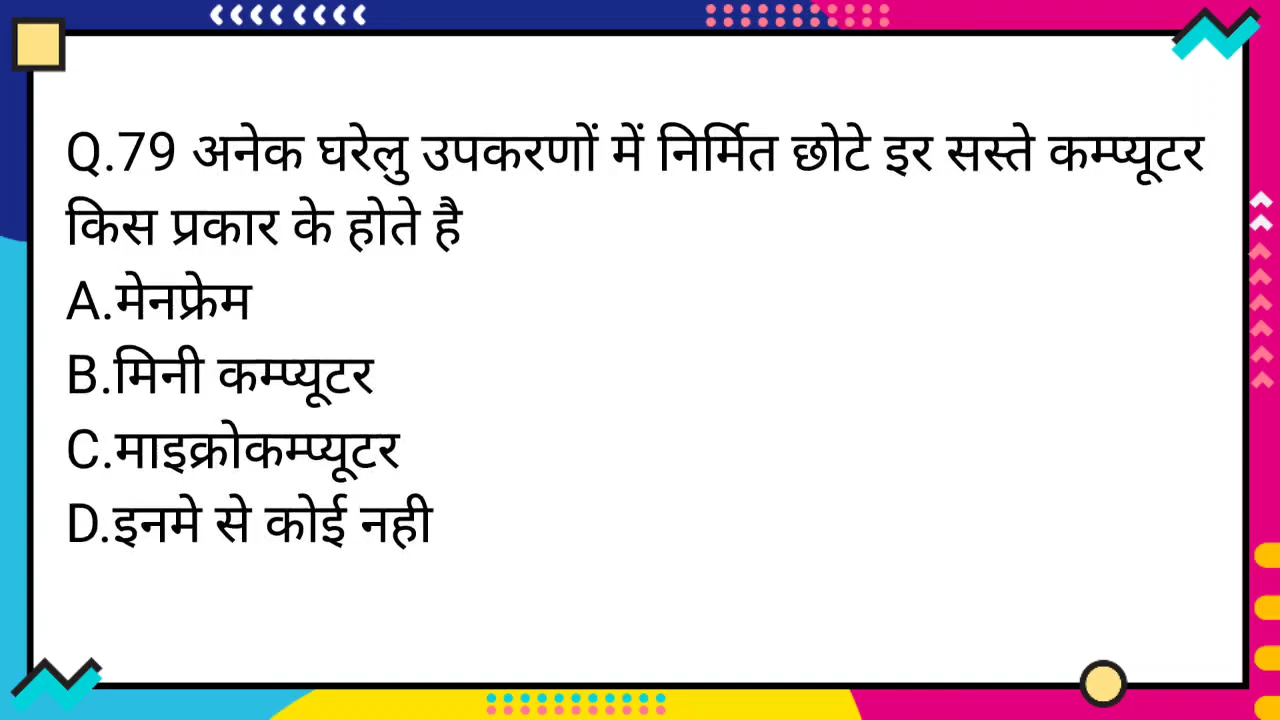 Q.79 अनेक घरेलु उपकरणों में निर्मित छोटे इर सस्ते कम्प्यूटर
किस प्रकार के होते है
A.मेनफ्रेम
B.मिनी कम्प्यूटर
C.माइक्रोकम्प्यूटर
D.इनमे से कोई नही